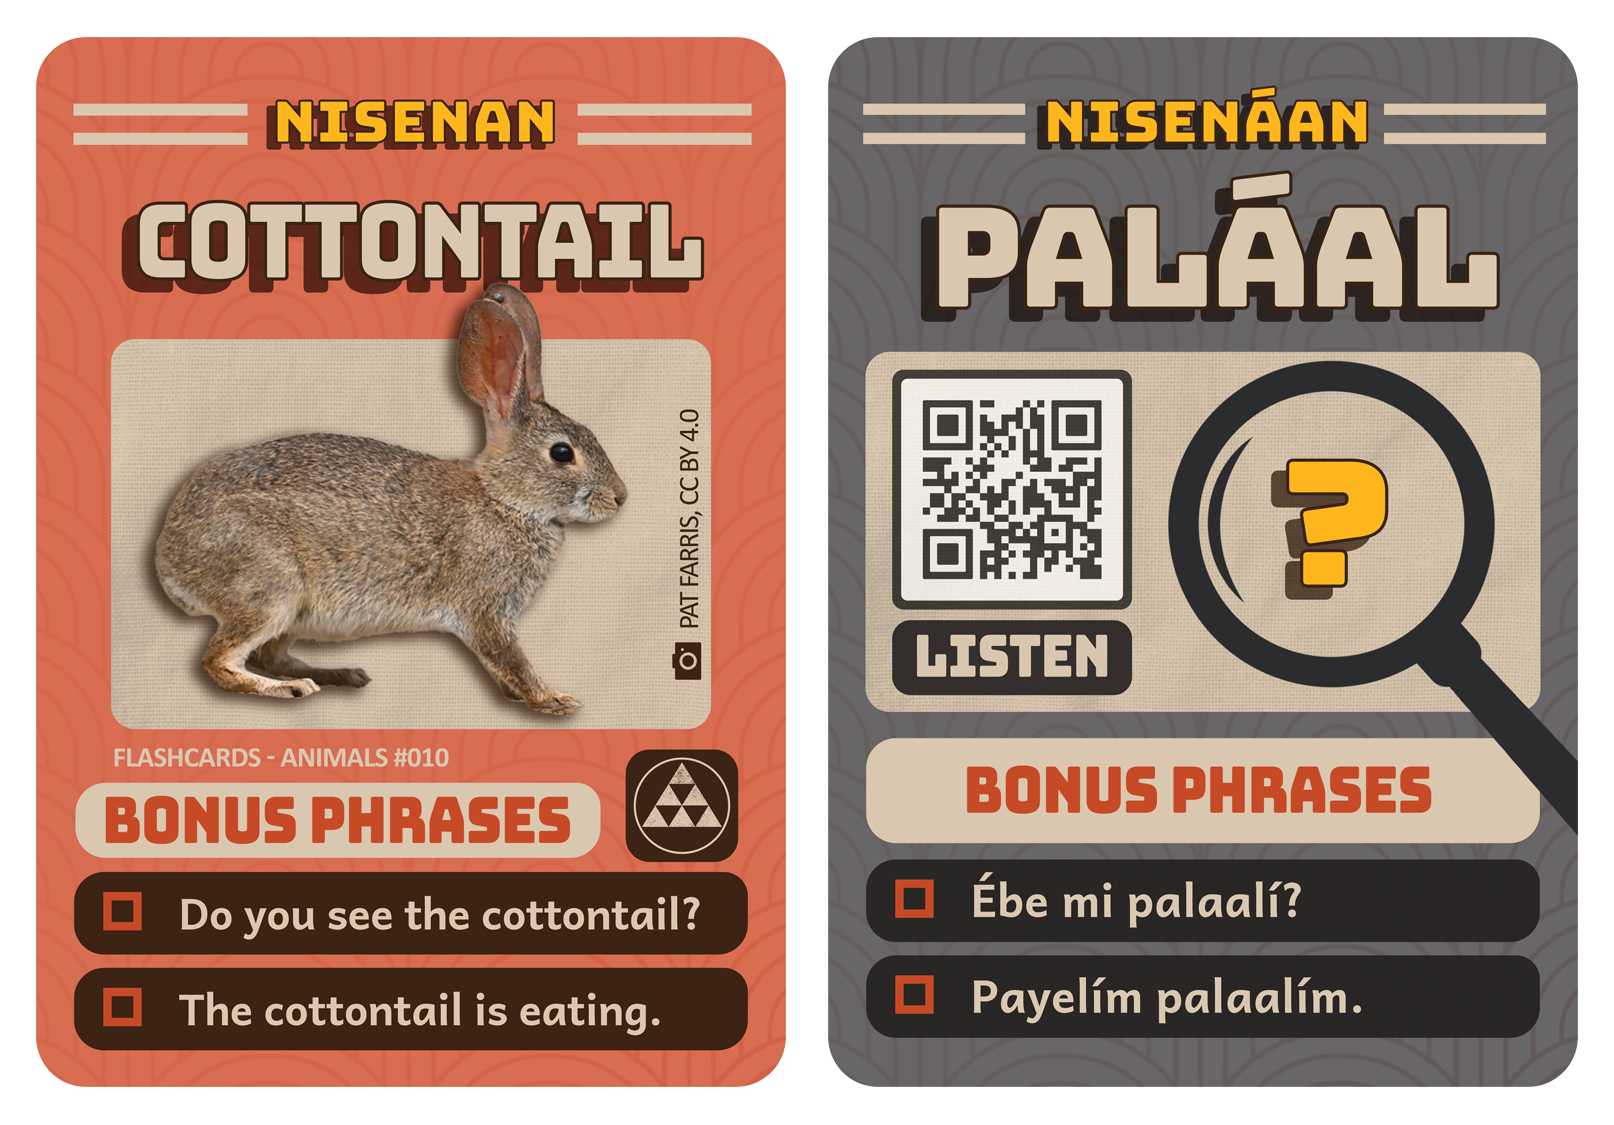 NISENAN
COTTONTAIL
PAT FARRIS, CC BY 4.0
FLASHCARDS - ANIMALS #010
BONUS PHRASES
Do you see the cottontail?
The cottontail is eating.
NISENÁAN
PALÁAL
?
LISTEN
BONUS PHRASES
Ébe mi palaalí?
Payelím palaalím.